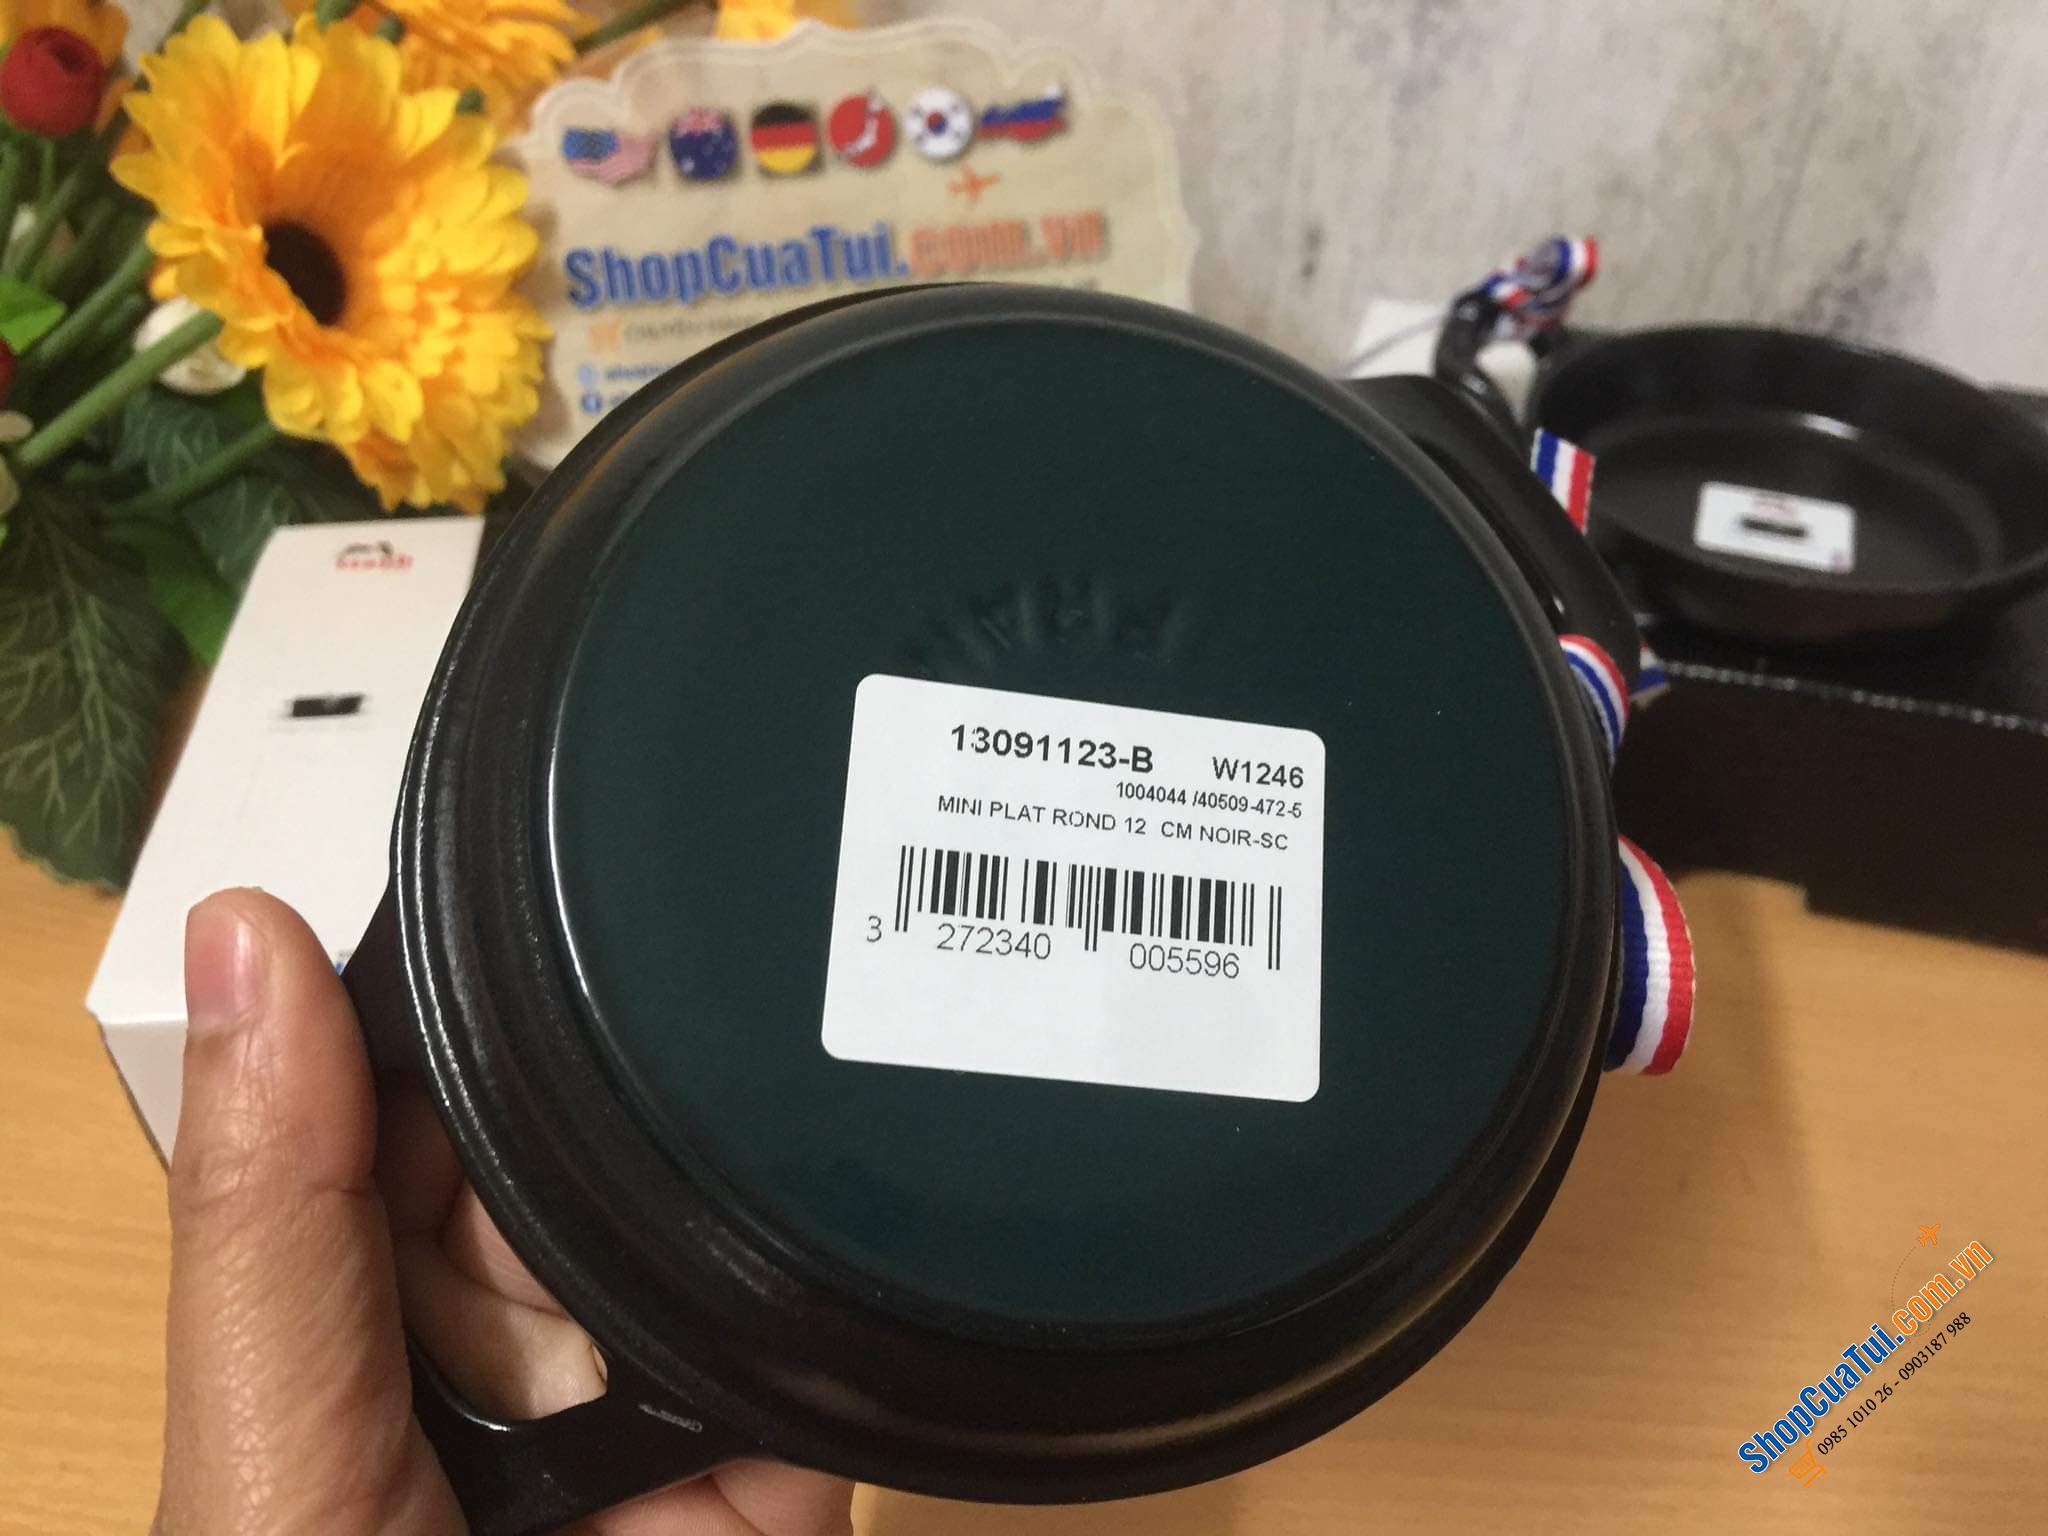 ShopCuaTui.com.vn
13091123-B W1246
1004044 /40509-472-5
MINI PLAT ROND 12 CM NOIR-SC
3 272340 005596
ShopCuaTui.com.vn
0985 1010 26 - 0903187 988